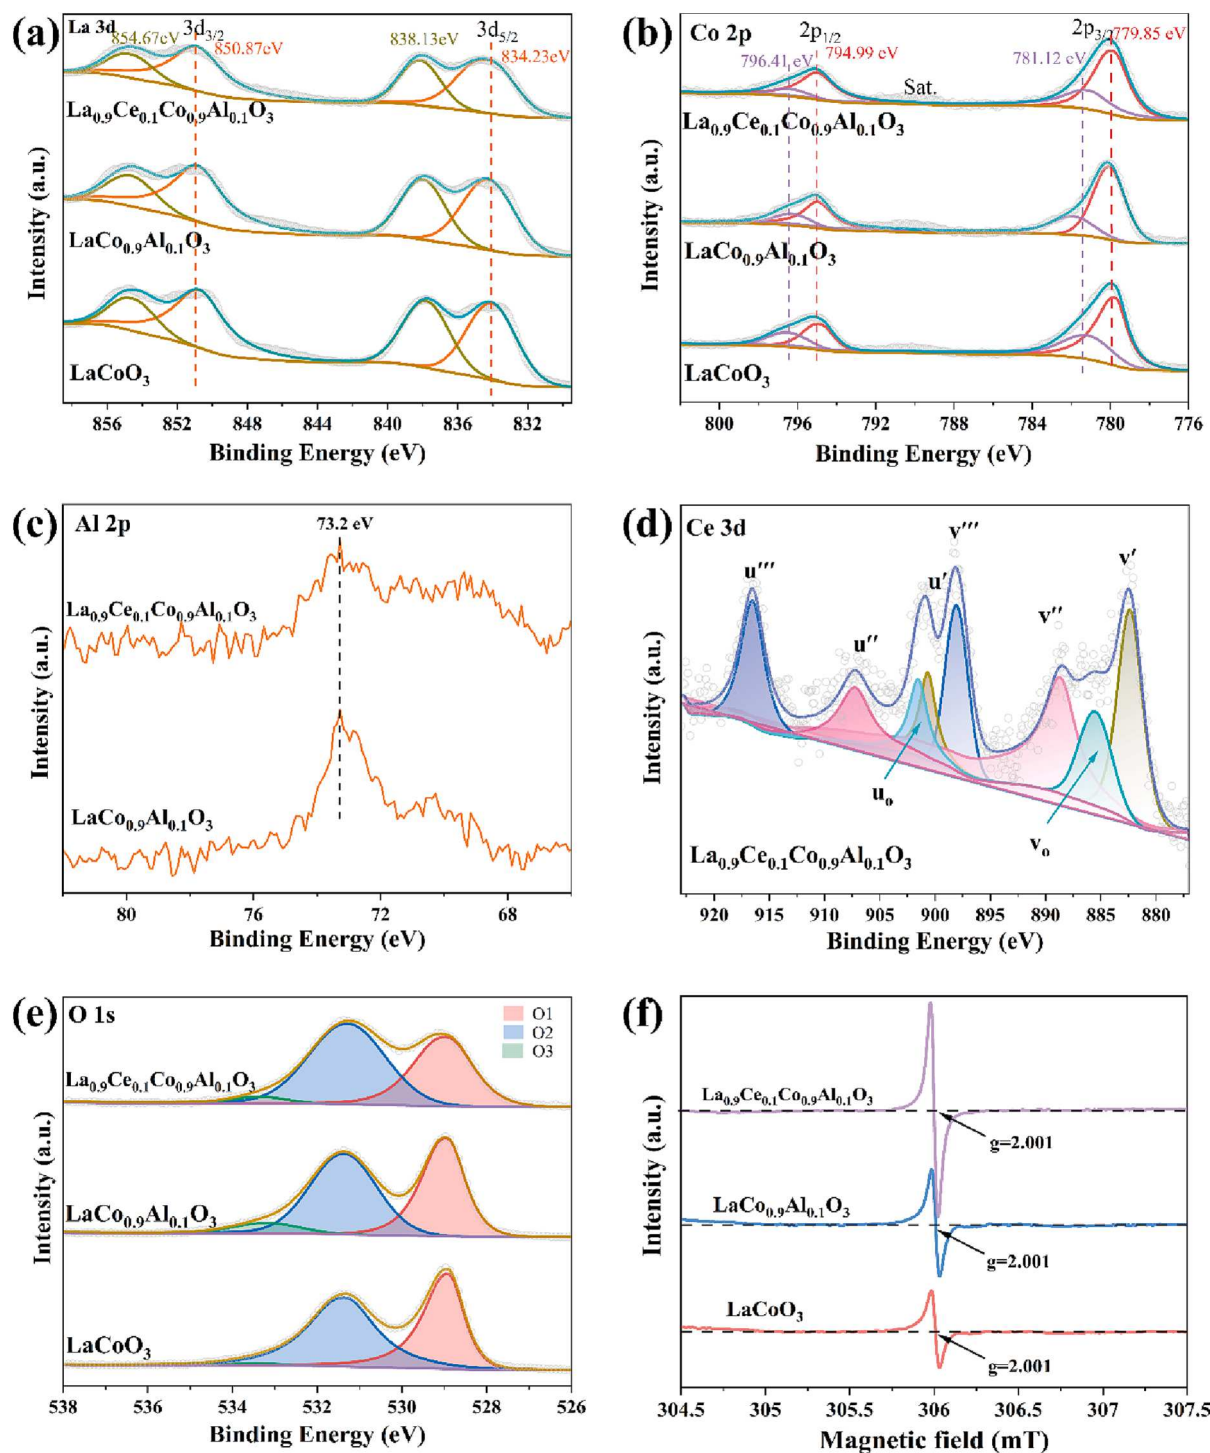 (a)
La 3d
854.67eV
3d3/2
850.87eV
838.13eV
3d5/2
834.23eV
La0.9Ce0.1Co0.9Al0.1O3
LaCo0.9Al0.1O3
LaCoO3
Intensity (a.u.)
856 852 848 844 840 836 832
Binding Energy (eV)
(b)
Co 2p
796.41 eV
2p1/2
794.99 eV
Sat.
781.12 eV
2p3/2
779.85 eV
La0.9Ce0.1Co0.9Al0.1O3
LaCo0.9Al0.1O3
LaCoO3
Intensity (a.u.)
800 796 792 788 784 780 776
Binding Energy (eV)
(c)
Al 2p
73.2 eV
La0.9Ce0.1Co0.9Al0.1O3
LaCo0.9Al0.1O3
Intensity (a.u.)
80 76 72 68
Binding Energy (eV)
(d)
Ce 3d
u'''
u''
u'
v'''
v''
v'
uo
vo
La0.9Ce0.1Co0.9Al0.1O3
Intensity (a.u.)
920 915 910 905 900 895 890 885 880
Binding Energy (eV)
(e)
O 1s
O1
O2
O3
La0.9Ce0.1Co0.9Al0.1O3
LaCo0.9Al0.1O3
LaCoO3
Intensity (a.u.)
538 536 534 532 530 528 526
Binding Energy (eV)
(f)
La0.9Ce0.1Co0.9Al0.1O3
g=2.001
LaCo0.9Al0.1O3
g=2.001
LaCoO3
g=2.001
Intensity (a.u.)
304.5 305 305.5 306 306.5 307 307.5
Magnetic field (mT)